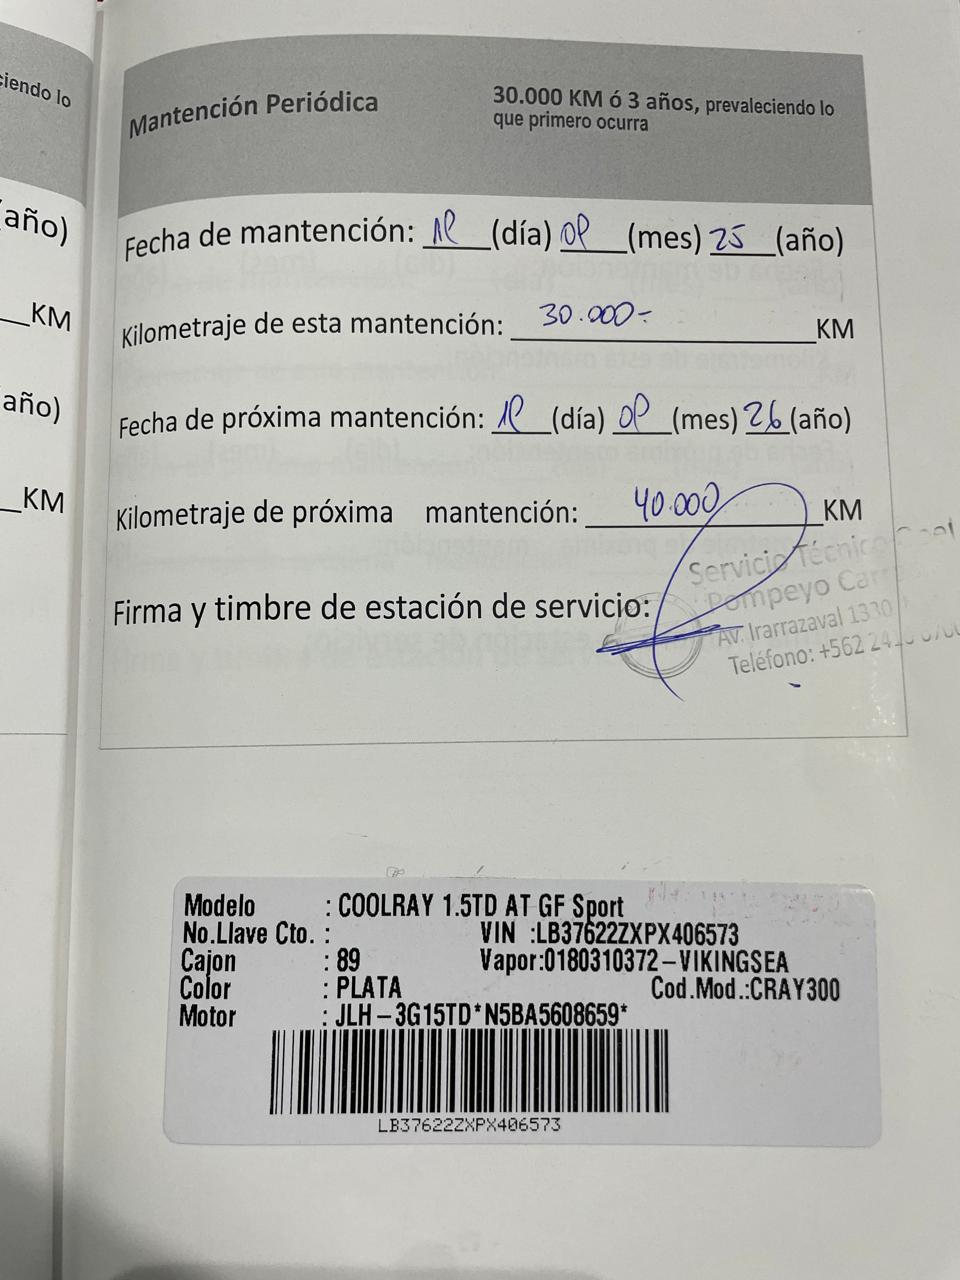 ciendo lo
año)
KM
año)
KM
Mantención Periódica
30.000 KM ó 3 años, prevaleciendo lo
que primero ocurra
Fecha de mantención: (día) (mes) 25 (año)
Kilometraje de esta mantención: 30.000- KM
Fecha de próxima mantención: (día) (mes) 26 (año)
Kilometraje de próxima mantención: 40.000 KM
Firma y timbre de estación de servicio:
Servicio Técnico
Pompeyo
Av. Irarrazaval 1330
Teléfono: +562
Modelo : COOLRAY 1.5TD AT GF Sport
No.Llave Cto. : VIN :LB37622ZXPX406573
Cajon : 89 Vapor:0180310372-VIKINGSEA
Color : PLATA Cod.Mod.:CRAY300
Motor : JLH-3G15TD*N5BA5608659*
LB37622ZXPX406573